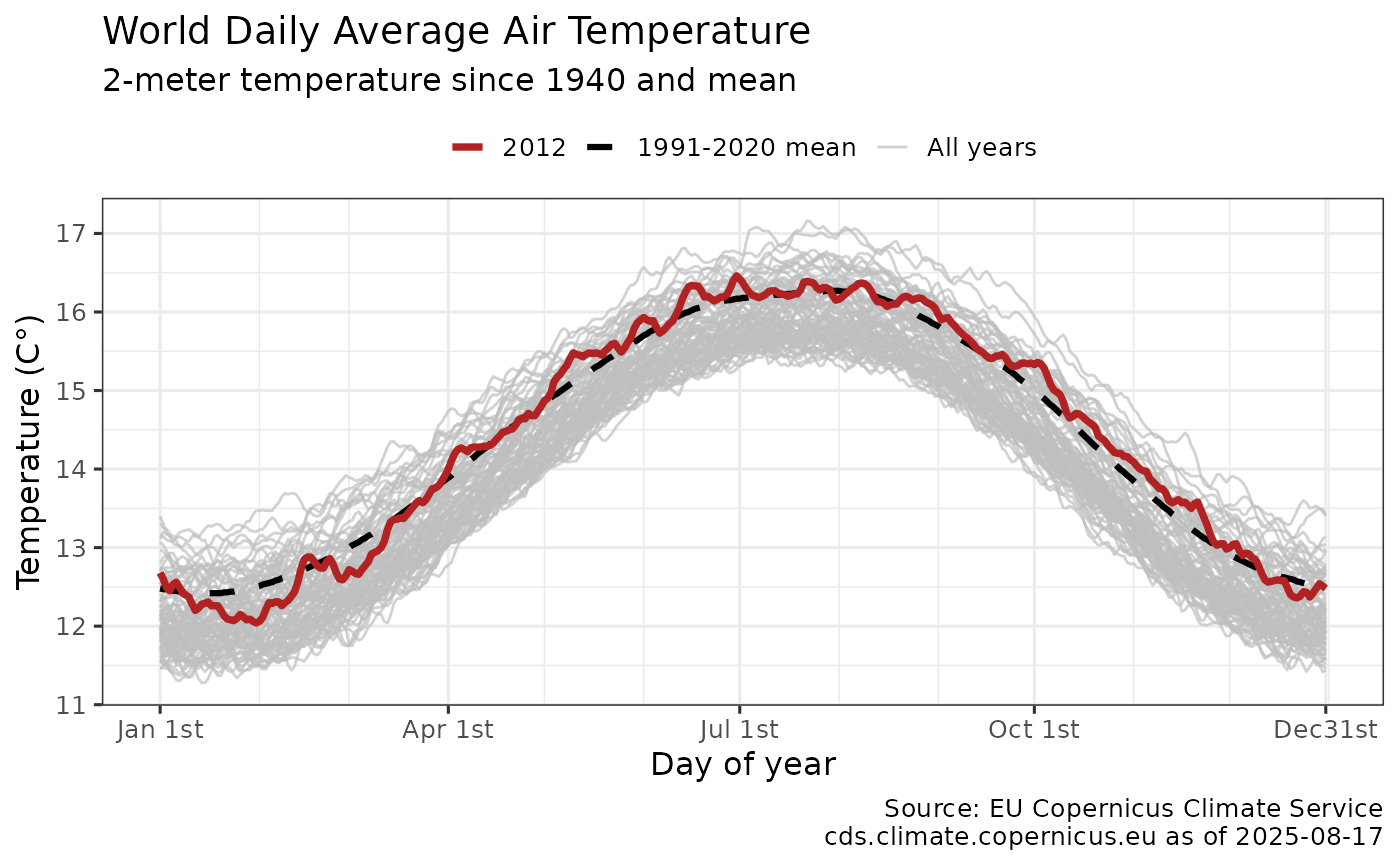 World Daily Average Air Temperature
2-meter temperature since 1940 and mean
2012 1991-2020 mean All years
Temperature (C°)
17
16
15
14
13
12
11
Jan 1st Apr 1st Jul 1st Oct 1st Dec31st
Day of year
Source: EU Copernicus Climate Service
cds.climate.copernicus.eu as of 2025-08-17